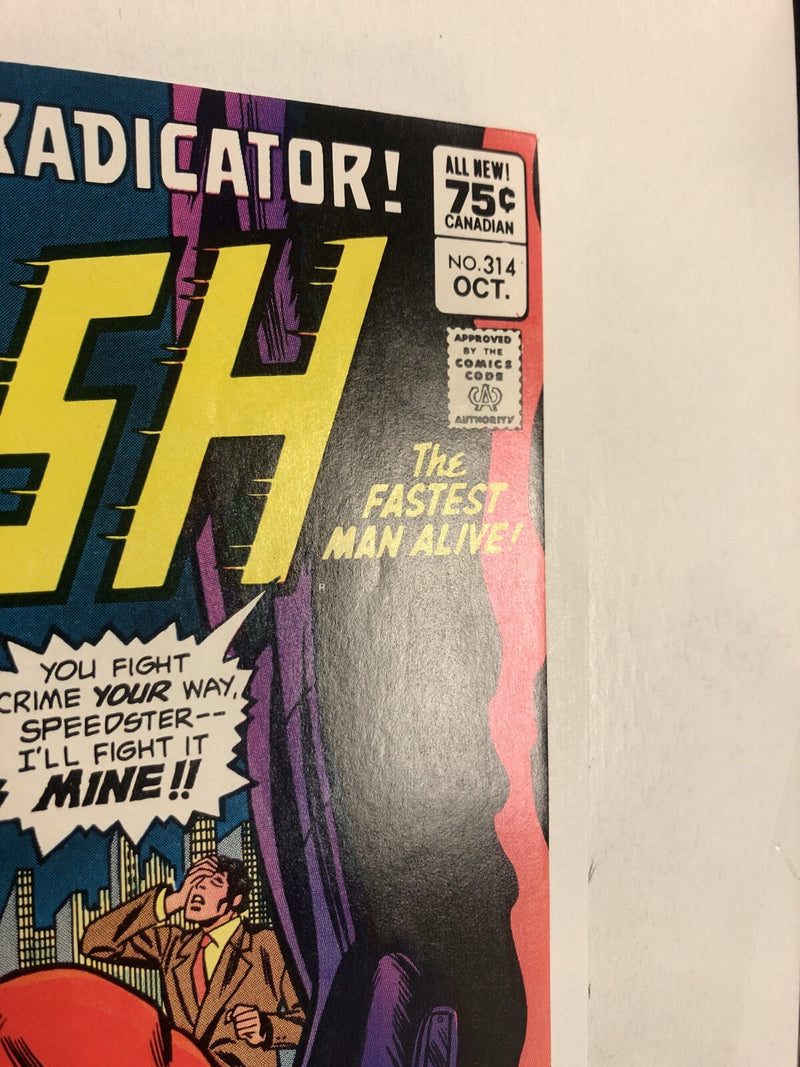 RADICATOR!
SH
ALL NEW!
75¢
CANADIAN
NO.314
OCT.
APPROVED
BY THE
COMICS
CODE
AUTHORITY
The
FASTEST
MAN ALIVE!
YOU FIGHT
CRIME YOUR WAY,
SPEEDSTER--
I'LL FIGHT IT
MINE!!